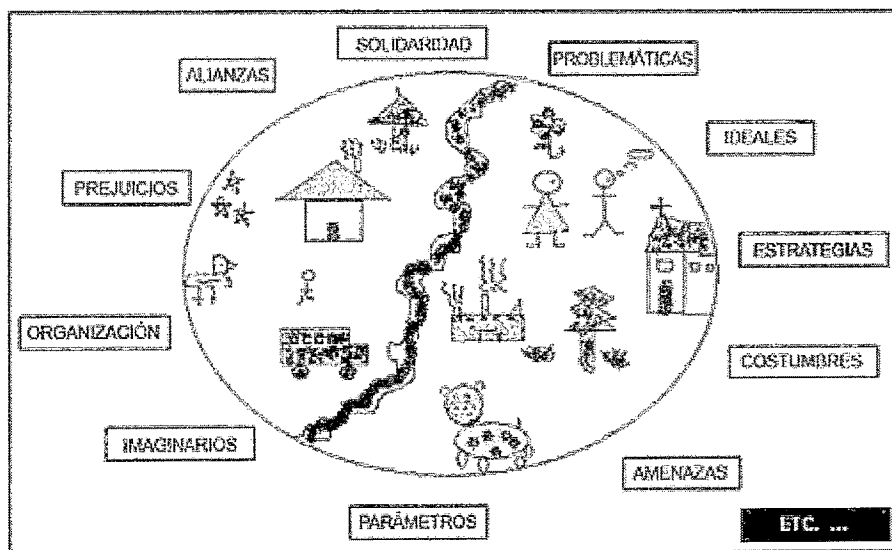 SOLIDARIDAD
PROBLEMÁTICAS
ALIANZAS
IDEALES
PREJUICIOS
ESTRATEGIAS
ORGANIZACIÓN
COSTUMBRES
IMAGINARIOS
AMENAZAS
PARÁMETROS
ETC. ...